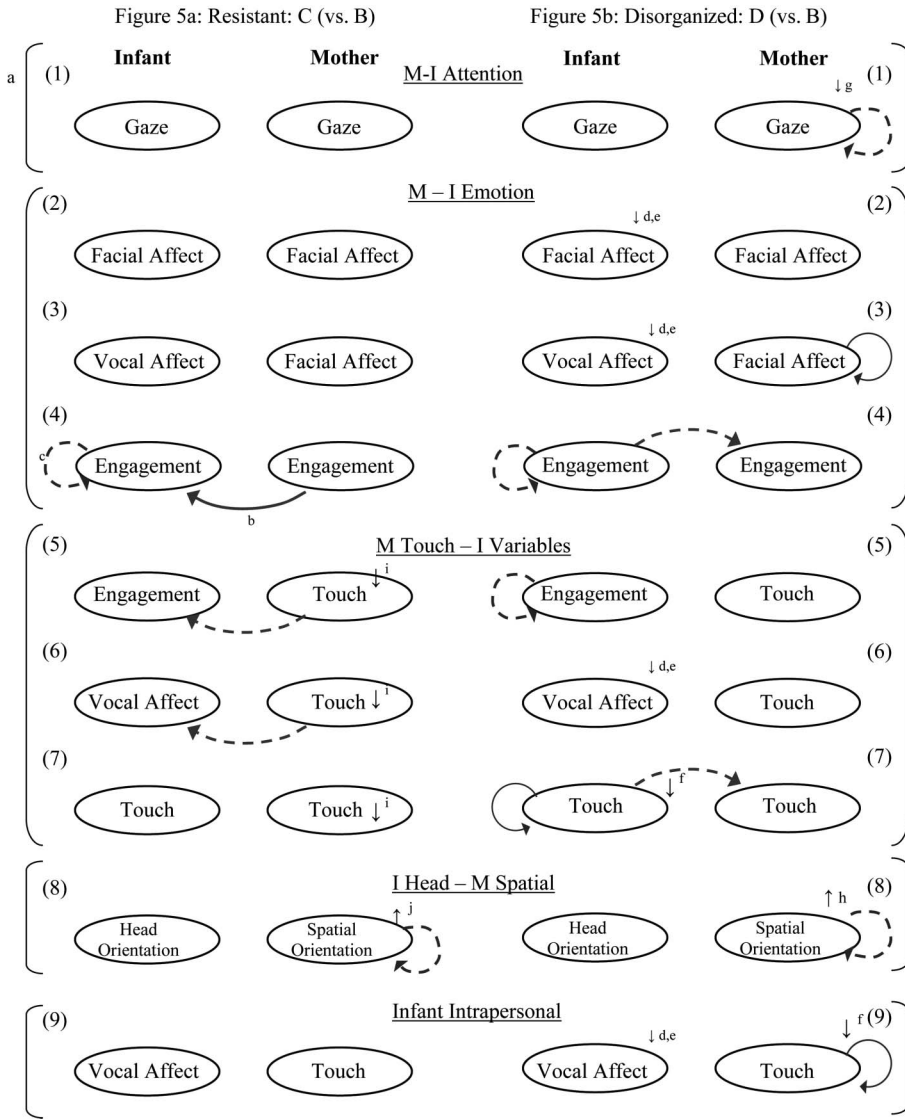 Figure 5a: Resistant: C (vs. B) Figure 5b: Disorganized: D (vs. B)
Infant Mother Infant Mother
a (1) M-I Attention (1)
↓ g
Gaze Gaze Gaze Gaze
M – I Emotion
(2) (2)
↓ d,e
Facial Affect Facial Affect Facial Affect Facial Affect
(3) (3)
↓ d,e
Vocal Affect Facial Affect Vocal Affect Facial Affect
(4) (4)
c Engagement Engagement Engagement Engagement
b
(5) M Touch – I Variables (5)
Engagement Touch ↓ i Engagement Touch
(6) (6)
↓ d,e
Vocal Affect Touch ↓ i Vocal Affect Touch
(7) (7)
Touch Touch ↓ i Touch ↓ f Touch
(8) I Head – M Spatial (8)
↑ j ↑ h
Head Spatial Head Spatial
Orientation Orientation Orientation Orientation
(9) Infant Intrapersonal (9)
↓ d,e ↓ f
Vocal Affect Touch Vocal Affect Touch